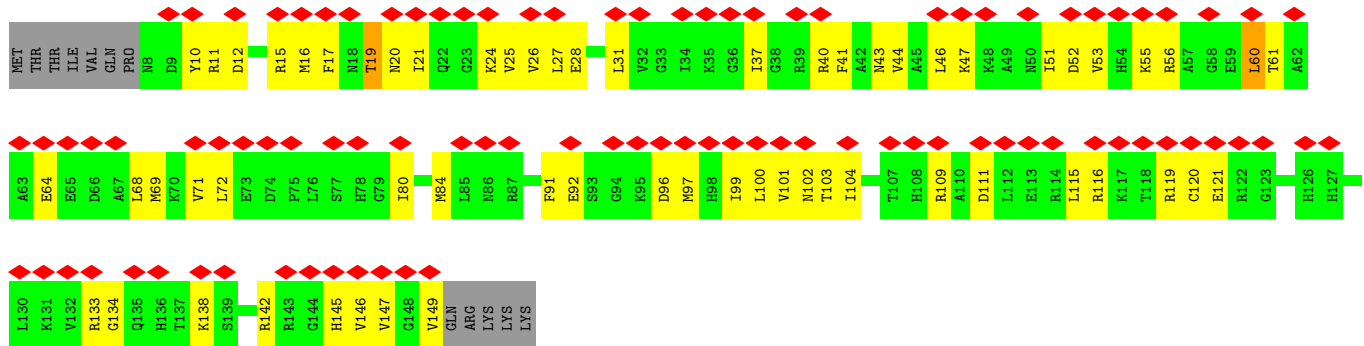 MET THR THR ILE VAL GLN PRO N8 D9 Y10 R11 D12 R15 M16 F17 N18 T19 N20 I21 Q22 G23 K24 V25 V26 L27 E28 L31 V32 G33 I34 K35 G36 I37 G38 R39 R40 F41 A42 N43 V44 A45 L46 K47 K48 A49 N50 I51 D52 V53 H54 K55 R56 A57 G58 E59 L60 T61 A62
A63 E64 E65 D66 A67 L68 M69 K70 V71 L72 E73 D74 P75 L76 S77 H78 G79 I80 M84 L85 N86 R87 F91 E92 S93 G94 K95 D96 M97 H98 I99 L100 V101 N102 T103 I104 T107 H108 R109 A110 D111 L112 E113 R114 L115 R116 K117 T118 R119 C120 E121 R122 G123 H126 H127
L130 K131 V132 R133 G134 Q135 H136 T137 K138 S139 R142 R143 G144 H145 V146 V147 G148 V149 GLN ARG LYS LYS LYS